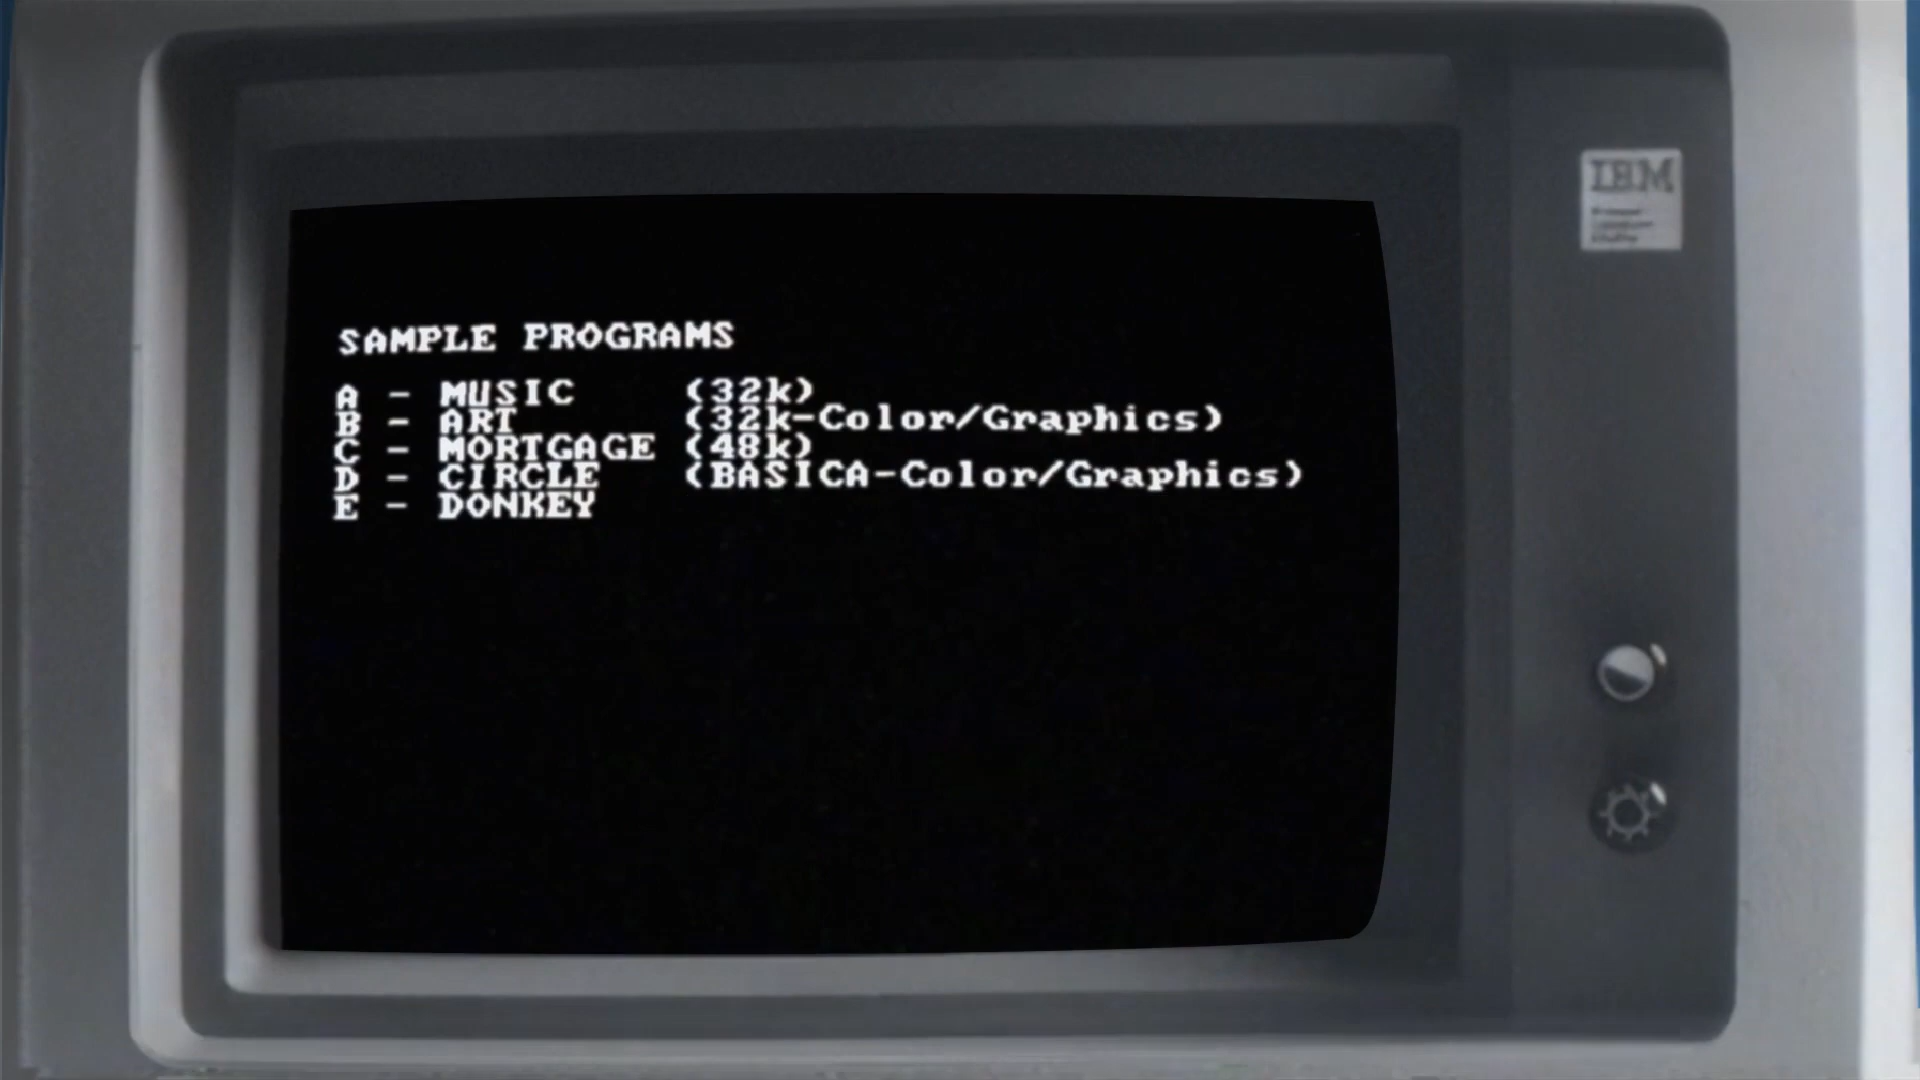 IBM
SAMPLE PROGRAMS
A - MUSIC (32k)
B - ART (32k-Color/Graphics)
C - MORTGAGE (48k)
D - CIRCLE (BASICA-Color/Graphics)
E - DONKEY